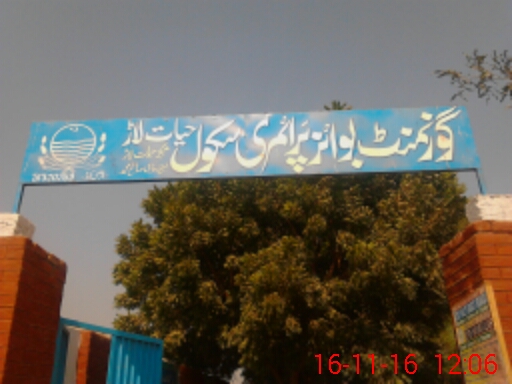 گورنمنٹ بوائز پرائمری سکول حیات لاڑ
16-11-16 12:06